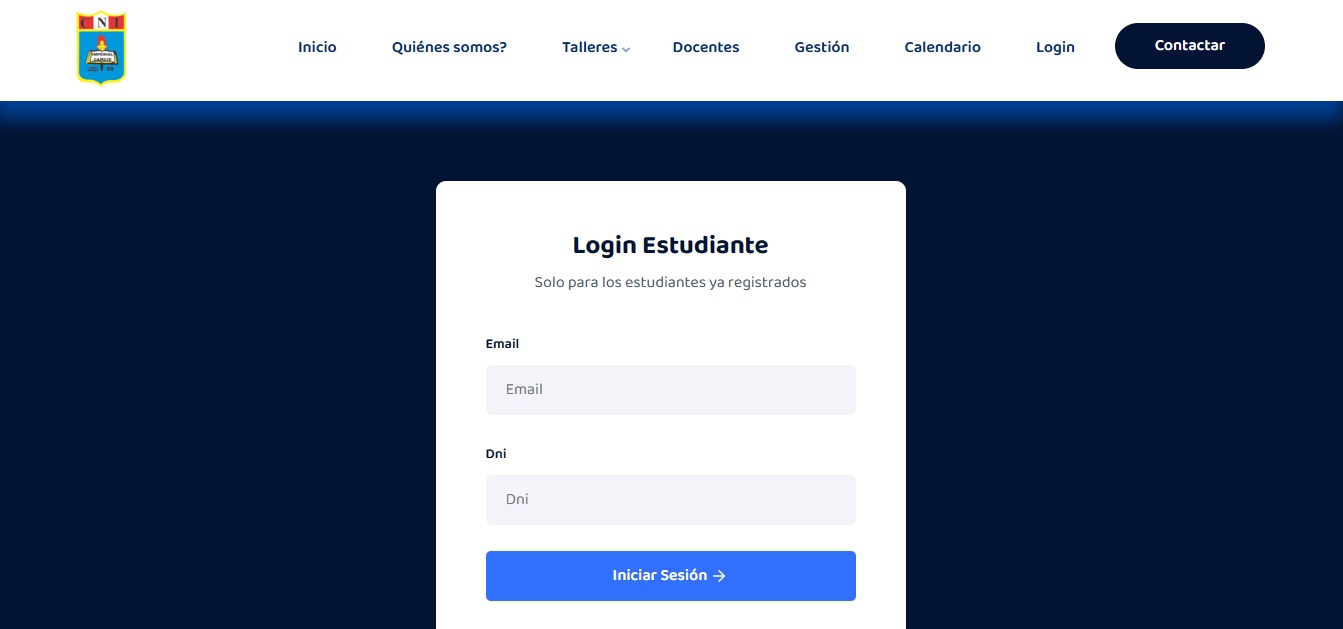 C N I
Inicio
Quiénes somos?
Talleres
Docentes
Gestión
Calendario
Login
Contactar
Login Estudiante
Solo para los estudiantes ya registrados
Email
Email
Dni
Dni
Iniciar Sesión →